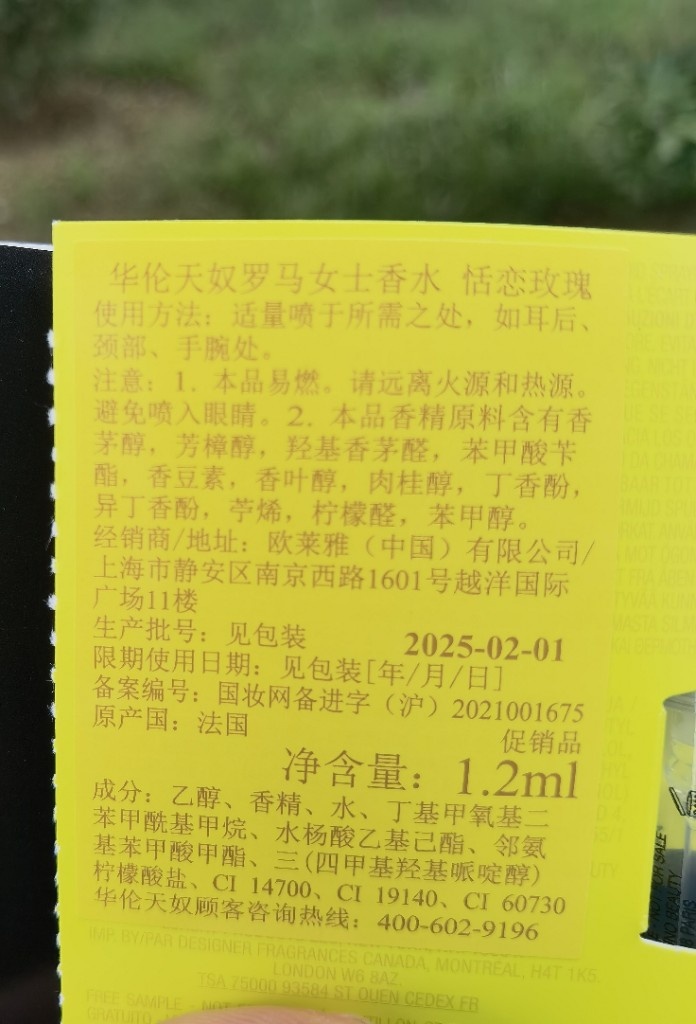 华伦天奴罗马女士香水 恬恋玫瑰
使用方法：适量喷于所需之处，如耳后、
颈部、手腕处。
注意：1. 本品易燃。请远离火源和热源。
避免喷入眼睛。2. 本品香精原料含有香
茅醇，芳樟醇，羟基香茅醛，苯甲酸苄
酯，香豆素，香叶醇，肉桂醇，丁香酚，
异丁香酚，苧烯，柠檬醛，苯甲醇。
经销商/地址：欧莱雅（中国）有限公司/
上海市静安区南京西路1601号越洋国际
广场11楼
生产批号：见包装
2025-02-01
限期使用日期：见包装[年/月/日]
备案编号：国妆网备进字（沪）2021001675
原产国：法国
促销品
净含量：1.2ml
成分：乙醇、香精、水、丁基甲氧基二
苯甲酰基甲烷、水杨酸乙基己酯、邻氨
基苯甲酸甲酯、三(四甲基羟基哌啶醇)
柠檬酸盐、CI 14700、CI 19140、CI 60730
华伦天奴顾客咨询热线：400-602-9196
IMP. BY/PAR DESIGNER FRAGRANCES CANADA, MONTREAL, H4T 1K5.
LONDON W6 8AZ.
TSA 75000 93584 ST OUEN CEDEX FR
FREE SAMPLE - NOT
GRATUITO